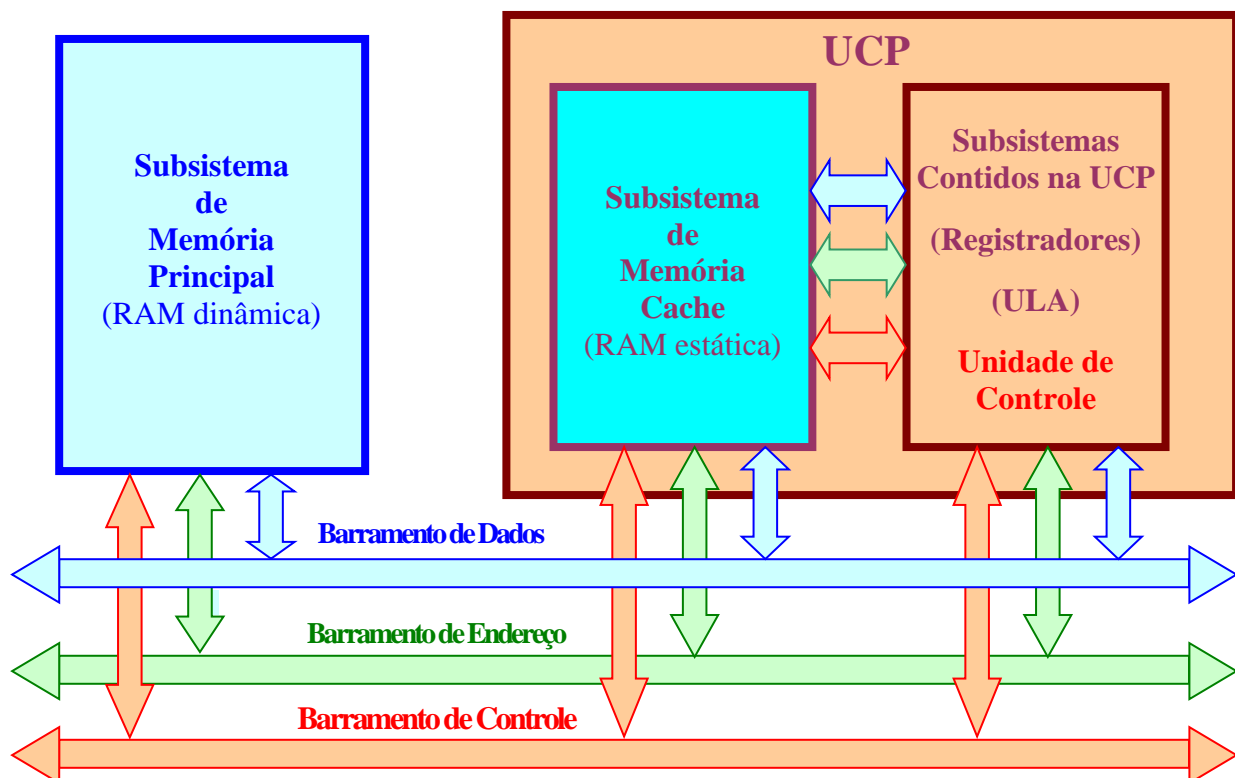 Subsistema
de
Memória
Principal
(RAM dinâmica)
UCP
Subsistema
de
Memória
Cache
(RAM estática)
Subsistemas
Contidos na UCP
(Registradores)
(ULA)
Unidade de
Controle
Barramento de Dados
Barramento de Endereço
Barramento de Controle